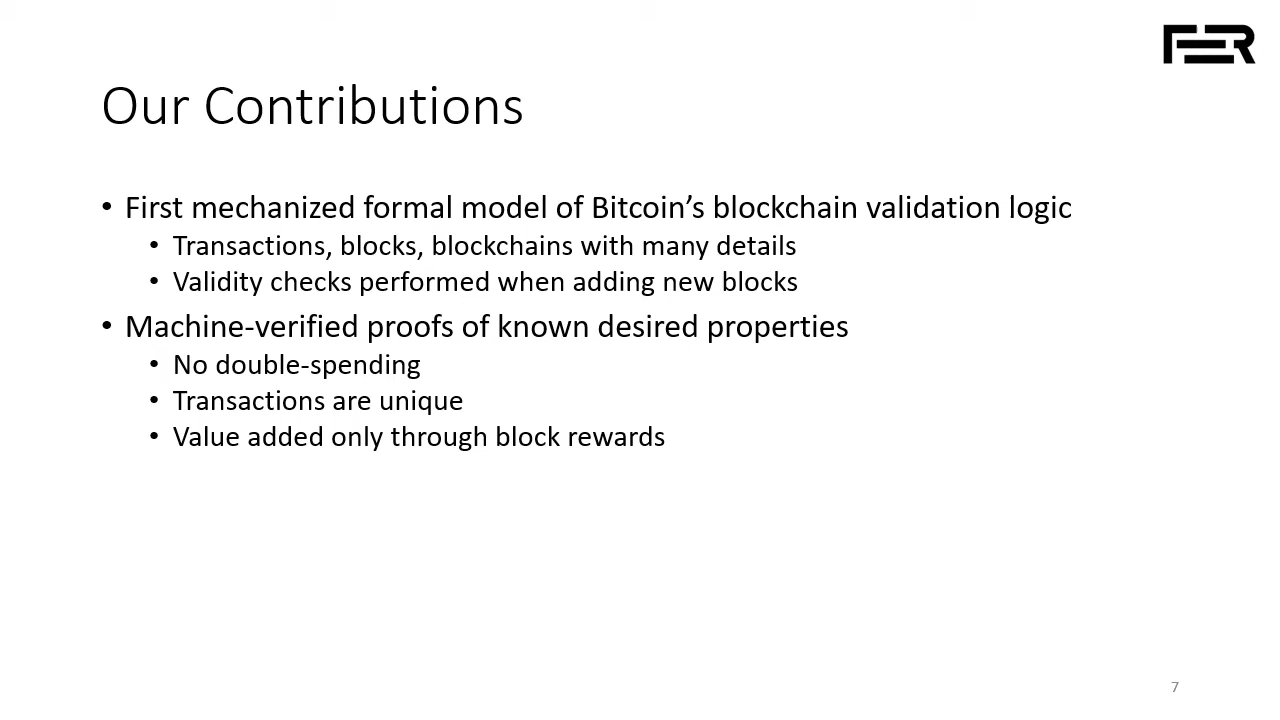 FER
Our Contributions
• First mechanized formal model of Bitcoin’s blockchain validation logic
• Transactions, blocks, blockchains with many details
• Validity checks performed when adding new blocks
• Machine-verified proofs of known desired properties
• No double-spending
• Transactions are unique
• Value added only through block rewards
7